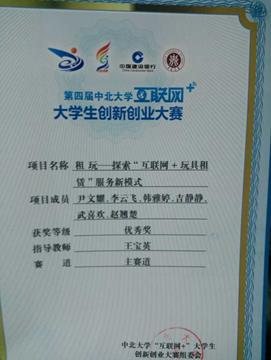 中国建设银行
第四届中北大学互联网+
大学生创新创业大赛
项目名称 租 玩——探索“互联网+玩具租
赁”服务新模式
项目成员 尹文耀、李云飞、韩雅婷、吉静静、
武喜欢、赵翘楚
获奖等级 优秀奖
指导教师 王宝英
赛 道 主赛道
中北大学“互联网+”大学生
创新创业大赛组委会